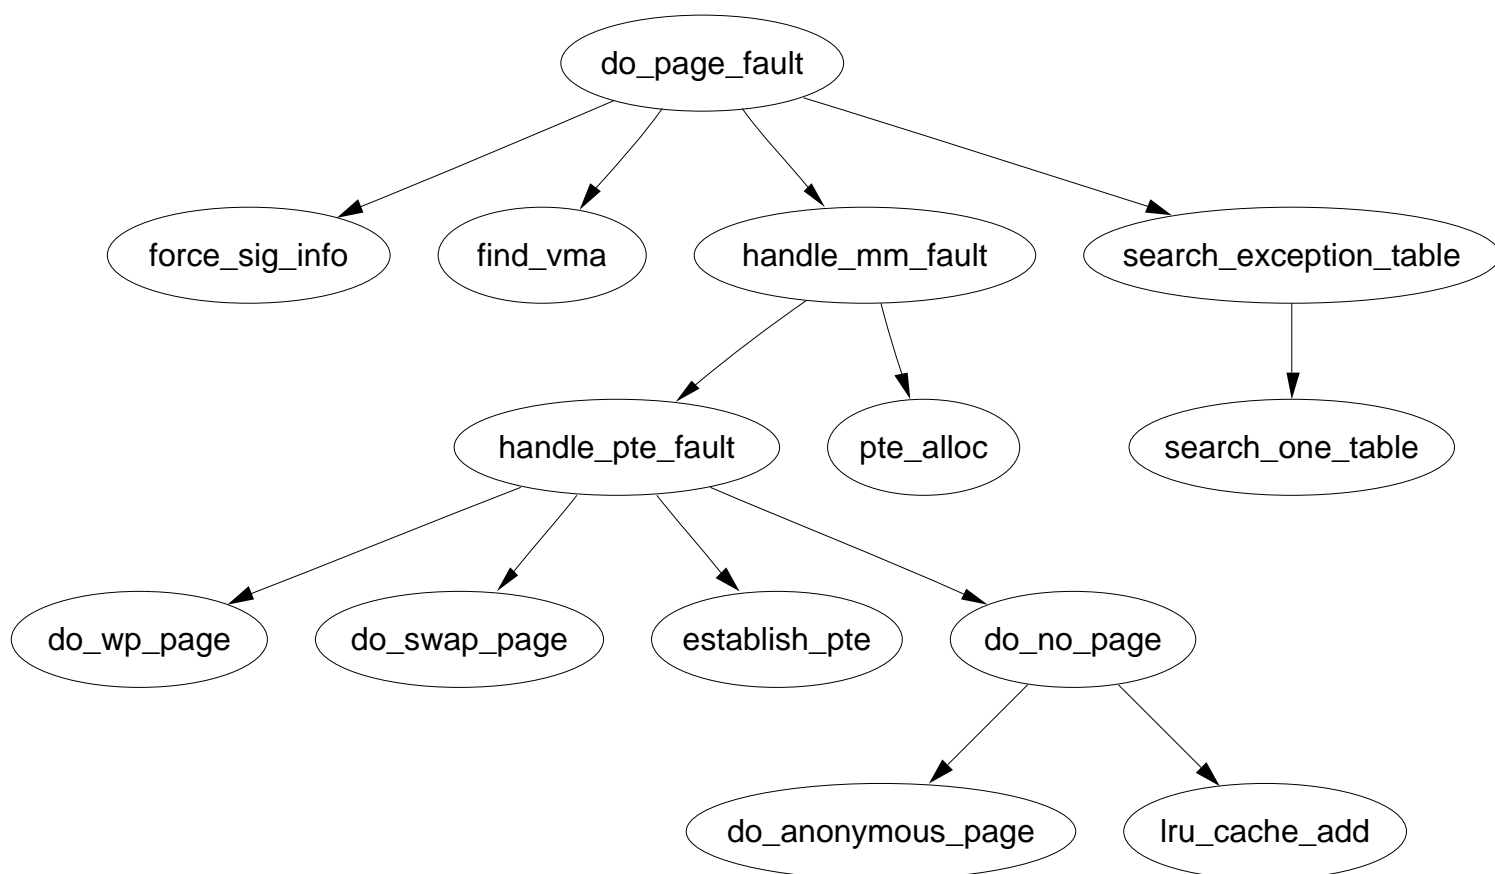 do_page_fault
force_sig_info
find_vma
handle_mm_fault
search_exception_table
handle_pte_fault
pte_alloc
search_one_table
do_wp_page
do_swap_page
establish_pte
do_no_page
do_anonymous_page
lru_cache_add